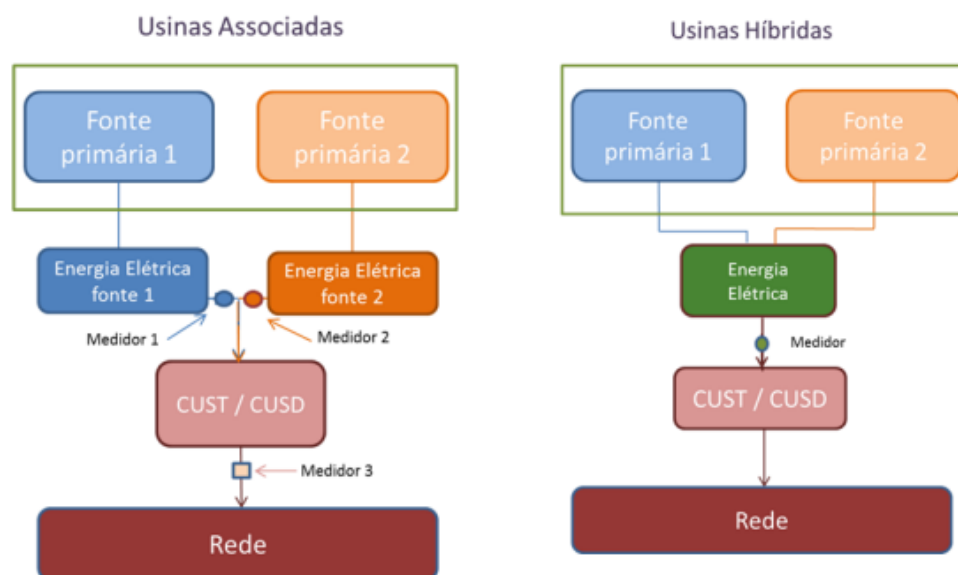 Usinas Associadas
Fonte
primária 1
Fonte
primária 2
Energia Elétrica
fonte 1
Energia Elétrica
fonte 2
Medidor 1
Medidor 2
CUST / CUSD
Medidor 3
Rede
Usinas Híbridas
Fonte
primária 1
Fonte
primária 2
Energia
Elétrica
Medidor
CUST / CUSD
Rede